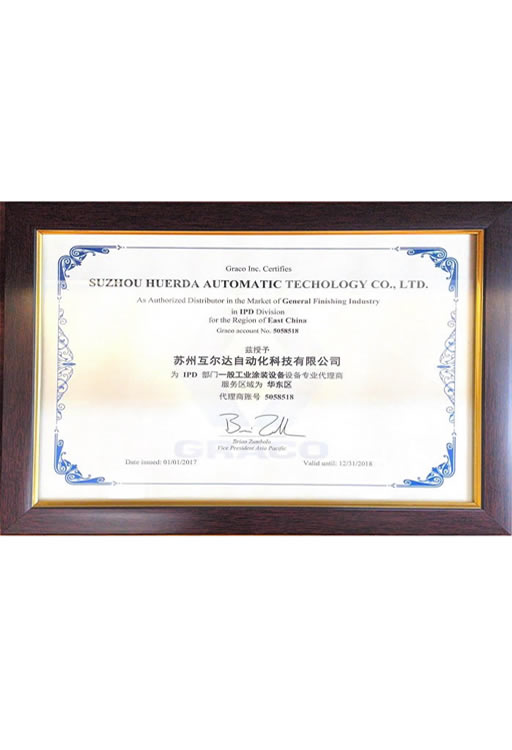 Graco Inc. Certifies
SUZHOU HUERDA AUTOMATIC TECHOLOGY CO., LTD.
As Authorized Distributor in the Market of General Finishing Industry
in IPD Division
for the Region of East China
Graco account No. 5058518
兹授予
苏州互尔达自动化科技有限公司
为 IPD 部门一般工业涂装设备设备专业代理商
服务区域为 华东区
代理商账号 5058518
GRACO
Brian Zumbolo
Vice President Asia Pacific
Date issued: 01/01/2017 Valid until: 12/31/2018